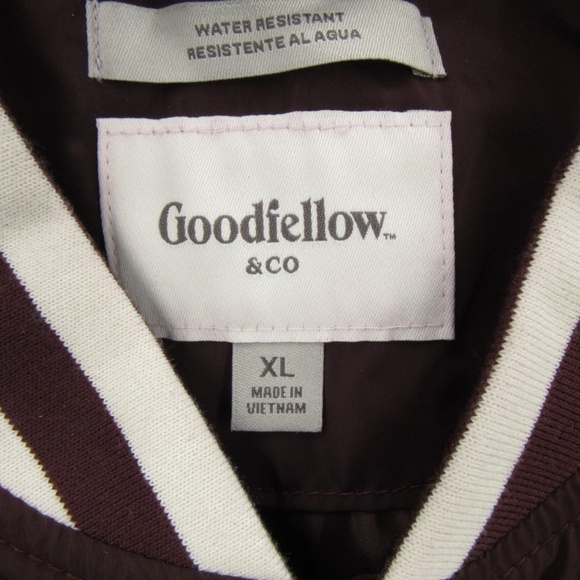 WATER RESISTANT
RESISTENTE AL AGUA
Goodfellow™
& CO
XL
MADE IN
VIETNAM